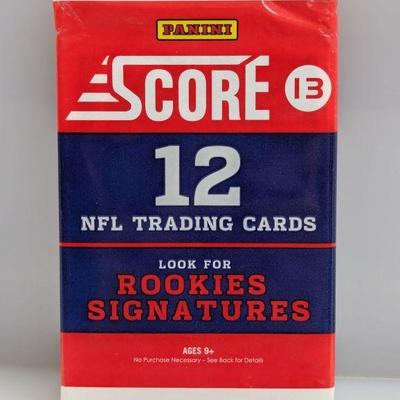 PANINI
SCORE 13
12
NFL TRADING CARDS
LOOK FOR
ROOKIES
SIGNATURES
AGES 9+
No Purchase Necessary – See Back for Details